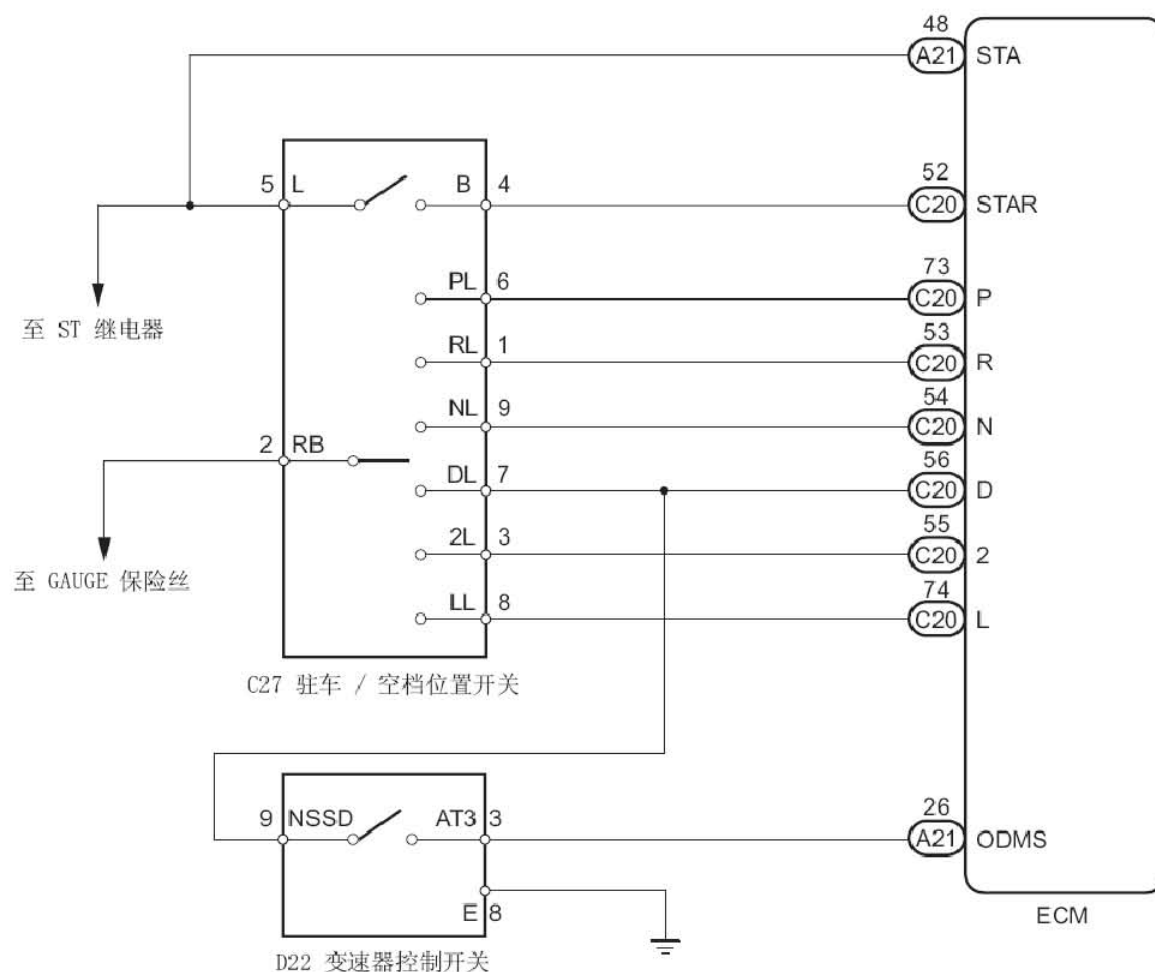 48
A21 STA
5 L B 4
52
C20 STAR
PL 6
73
C20 P
至 ST 继电器
RL 1
53
C20 R
NL 9
54
C20 N
2 RB
DL 7
56
C20 D
2L 3
55
C20 2
至 GAUGE 保险丝
LL 8
74
C20 L
C27 驻车 / 空档位置开关
9 NSSD AT3 3
26
A21 ODMS
E 8
ECM
D22 变速器控制开关